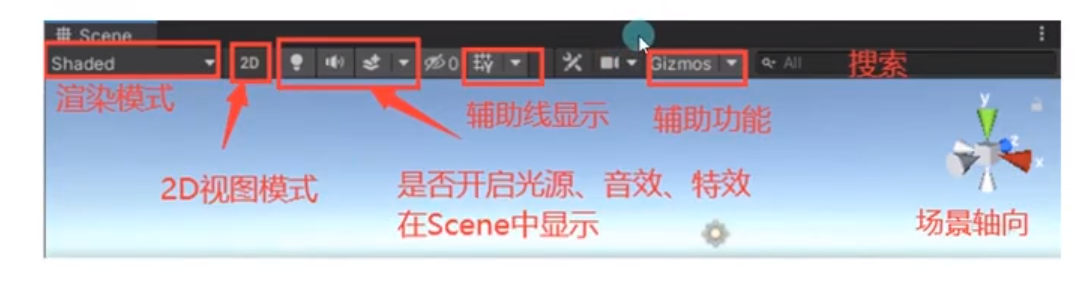 Scene
Shaded 2D 0 Gizmos All 搜索
渲染模式 辅助线显示 辅助功能
y
z
x
2D视图模式 是否开启光源、音效、特效
在Scene中显示 场景轴向